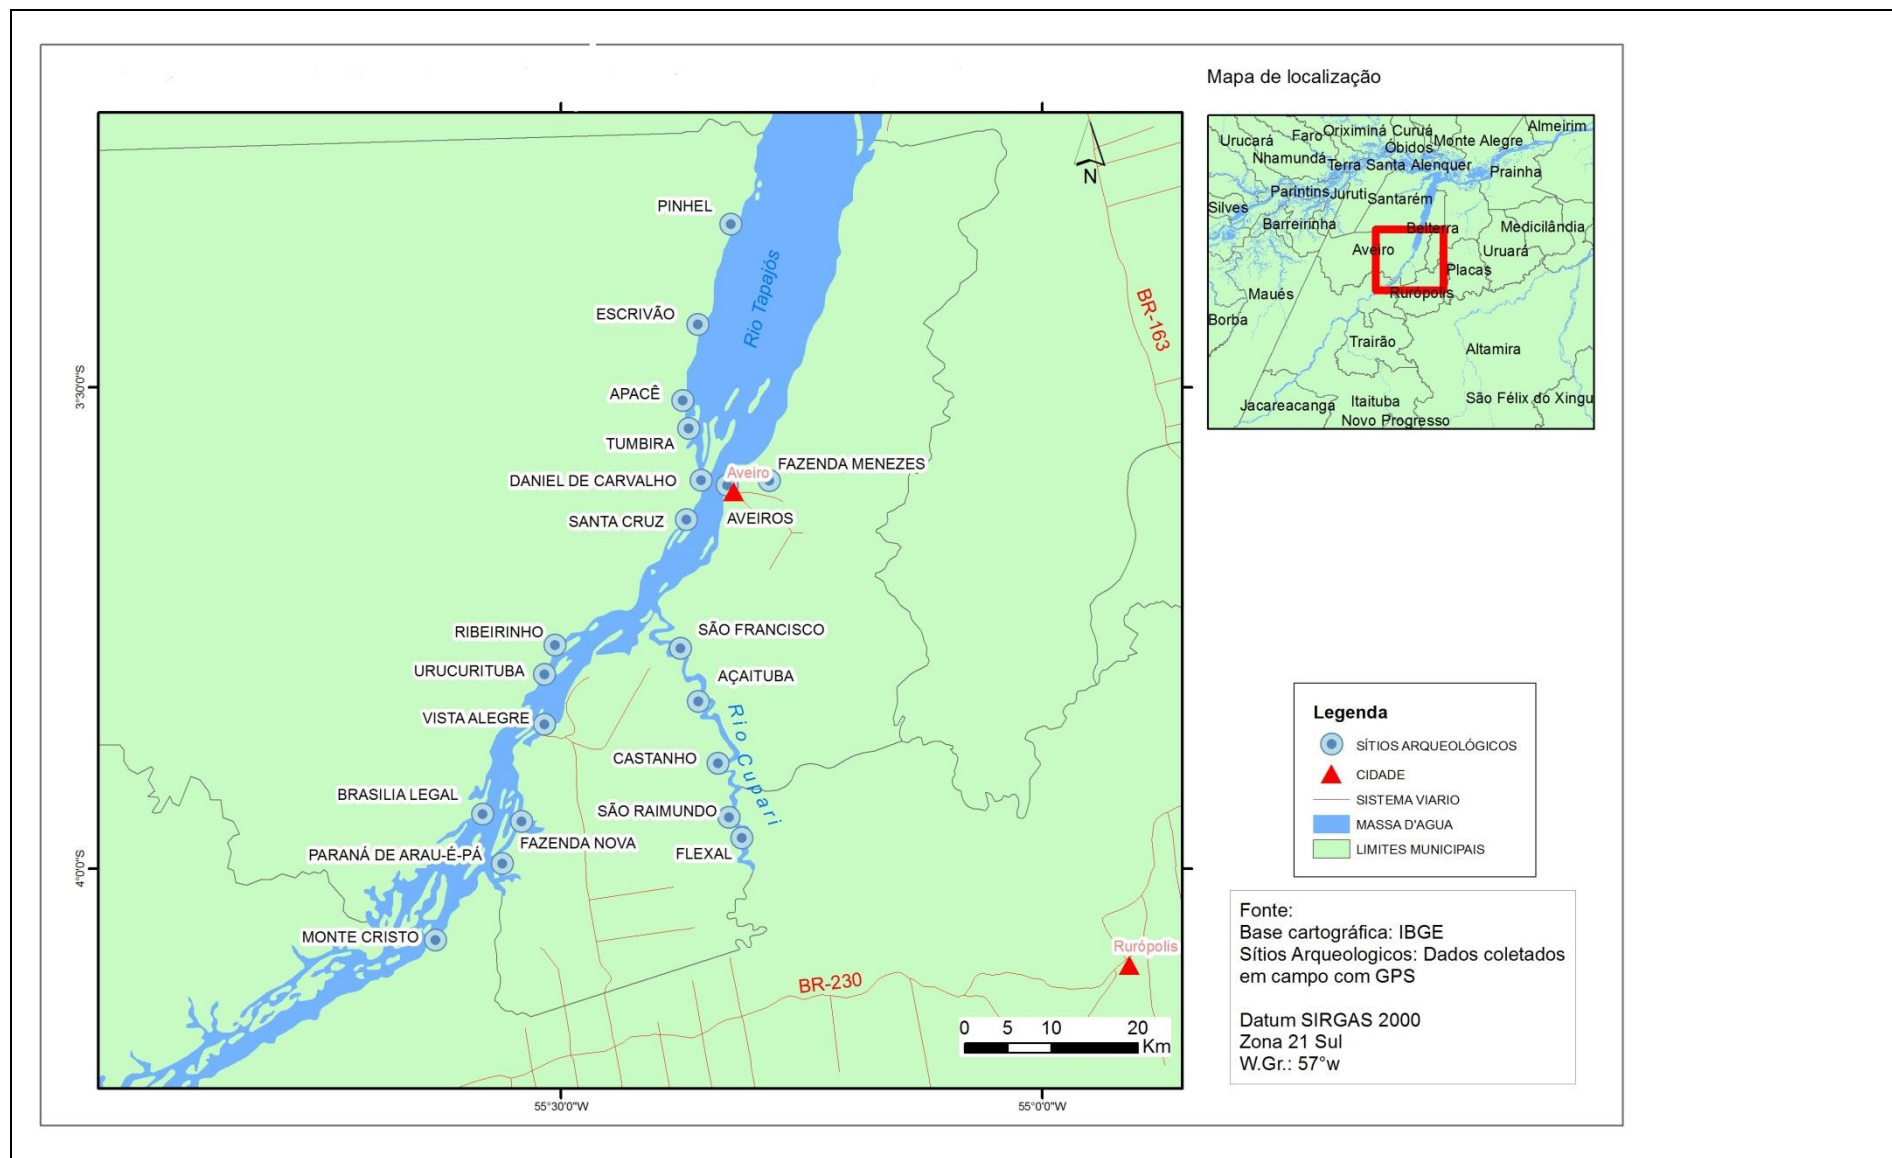 Mapa de localização
Urucará
Faro
Oriximiná
Curuá
Almeirim
Nhamundá
Óbidos
Monte Alegre
Terra Santa
Alenquer
Prainha
Parintins
Juruti
Santarém
Silves
Barreirinha
Belterra
Medicilândia
Aveiro
Uruará
Placas
Maués
Rurópolis
Borba
Trairão
Altamira
Jacareacanga
Itaituba
São Félix do Xingu
Novo Progresso
N
PINHEL
Rio Tapajós
ESCRIVÃO
BR-163
APACÊ
TUMBIRA
DANIEL DE CARVALHO
Aveiro
FAZENDA MENEZES
SANTA CRUZ
AVEIROS
RIBEIRINHO
SÃO FRANCISCO
URUCURITUBA
AÇAITUBA
VISTA ALEGRE
Rio Cupari
CASTANHO
BRASILIA LEGAL
SÃO RAIMUNDO
FAZENDA NOVA
FLEXAL
PARANÁ DE ARAU-É-PÁ
MONTE CRISTO
Rurópolis
BR-230
0 5 10 20
Km
3°30'0"S
4°0'0"S
55°30'0"W
55°0'0"W
Legenda
SÍTIOS ARQUEOLÓGICOS
CIDADE
SISTEMA VIARIO
MASSA D'AGUA
LIMITES MUNICIPAIS
Fonte:
Base cartográfica: IBGE
Sítios Arqueologicos: Dados coletados
em campo com GPS
Datum SIRGAS 2000
Zona 21 Sul
W.Gr.: 57°w